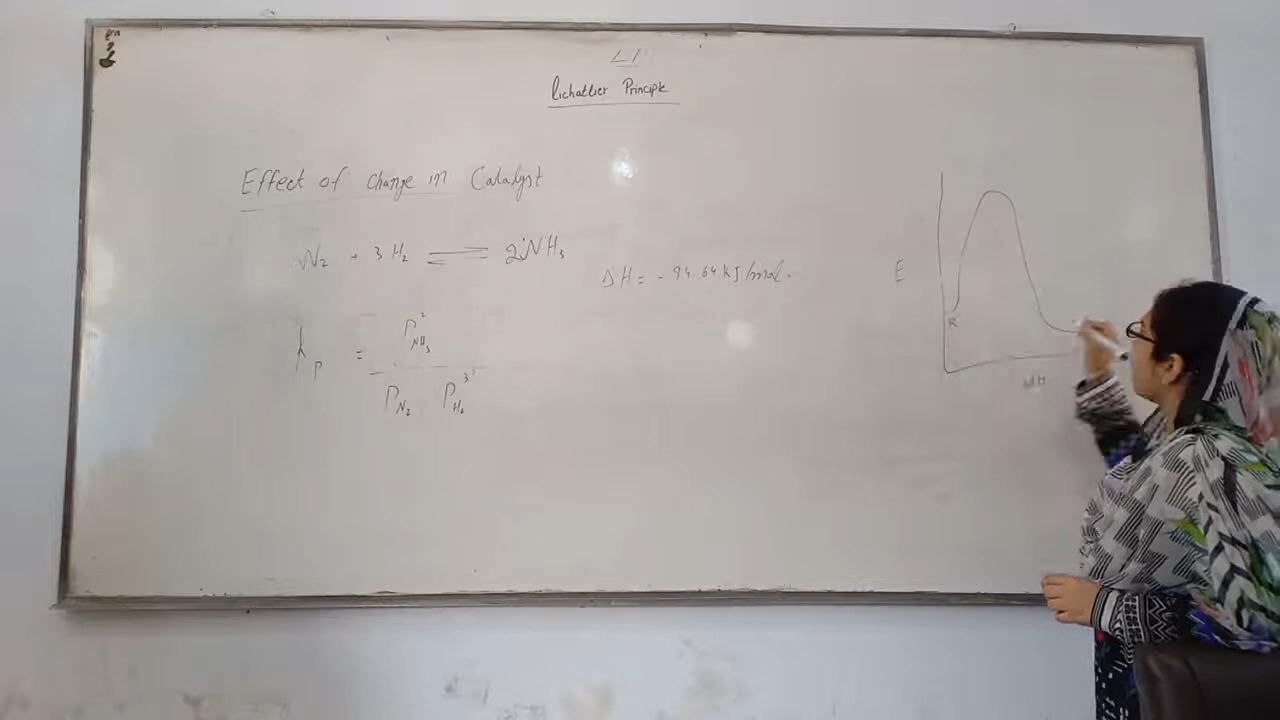 L1
Lichatlier Principle
Effect of change in Catalyst
N₂ + 3H₂ ⇌ 2NH₃
ΔH = -94.64 kJ/mol.
Kp = P²NH₃ / PN₂ P³H₂
E
R